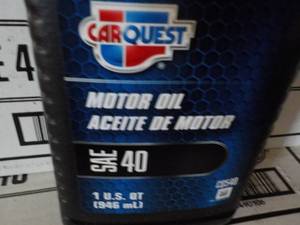 CARQUEST
MOTOR OIL
ACEITE DE MOTOR
SAE 40
1 U.S. QT
(946 mL)